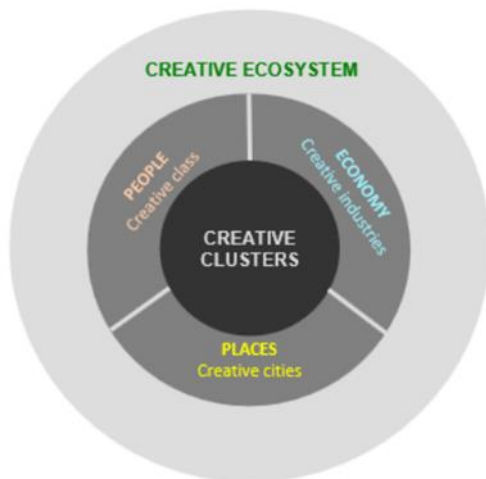 CREATIVE ECOSYSTEM
PEOPLE
Creative class
ECONOMY
Creative industries
CREATIVE
CLUSTERS
PLACES
Creative cities